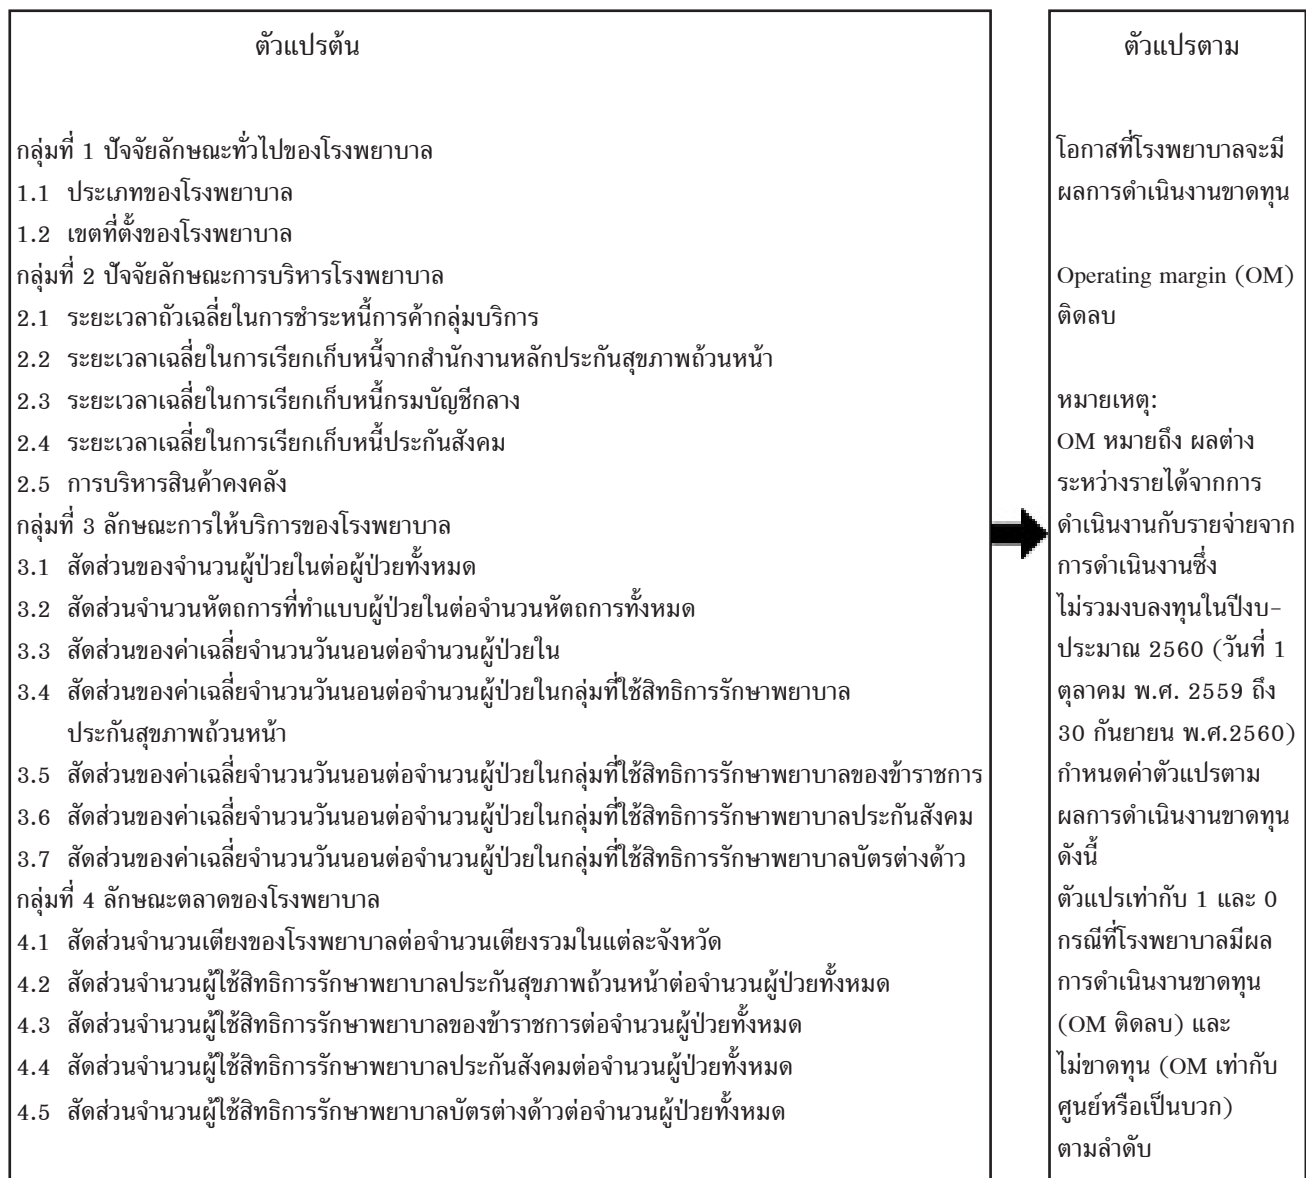 ตัวแปรต้น
กลุ่มที่ 1 ปัจจัยลักษณะทั่วไปของโรงพยาบาล
1.1 ประเภทของโรงพยาบาล
1.2 เขตที่ตั้งของโรงพยาบาล
กลุ่มที่ 2 ปัจจัยลักษณะการบริหารโรงพยาบาล
2.1 ระยะเวลาถัวเฉลี่ยในการชำระหนี้การค้ากลุ่มบริการ
2.2 ระยะเวลาเฉลี่ยในการเรียกเก็บหนี้จากสำนักงานหลักประกันสุขภาพถ้วนหน้า
2.3 ระยะเวลาเฉลี่ยในการเรียกเก็บหนี้กรมบัญชีกลาง
2.4 ระยะเวลาเฉลี่ยในการเรียกเก็บหนี้ประกันสังคม
2.5 การบริหารสินค้าคงคลัง
กลุ่มที่ 3 ลักษณะการให้บริการของโรงพยาบาล
3.1 สัดส่วนของจำนวนผู้ป่วยในต่อผู้ป่วยทั้งหมด
3.2 สัดส่วนจำนวนหัตถการที่ทำแบบผู้ป่วยในต่อจำนวนหัตถการทั้งหมด
3.3 สัดส่วนของค่าเฉลี่ยจำนวนวันนอนต่อจำนวนผู้ป่วยใน
3.4 สัดส่วนของค่าเฉลี่ยจำนวนวันนอนต่อจำนวนผู้ป่วยในกลุ่มที่ใช้สิทธิการรักษาพยาบาล
ประกันสุขภาพถ้วนหน้า
3.5 สัดส่วนของค่าเฉลี่ยจำนวนวันนอนต่อจำนวนผู้ป่วยในกลุ่มที่ใช้สิทธิการรักษาพยาบาลของข้าราชการ
3.6 สัดส่วนของค่าเฉลี่ยจำนวนวันนอนต่อจำนวนผู้ป่วยในกลุ่มที่ใช้สิทธิการรักษาพยาบาลประกันสังคม
3.7 สัดส่วนของค่าเฉลี่ยจำนวนวันนอนต่อจำนวนผู้ป่วยในกลุ่มที่ใช้สิทธิการรักษาพยาบาลบัตรต่างด้าว
กลุ่มที่ 4 ลักษณะตลาดของโรงพยาบาล
4.1 สัดส่วนจำนวนเตียงของโรงพยาบาลต่อจำนวนเตียงรวมในแต่ละจังหวัด
4.2 สัดส่วนจำนวนผู้ใช้สิทธิการรักษาพยาบาลประกันสุขภาพถ้วนหน้าต่อจำนวนผู้ป่วยทั้งหมด
4.3 สัดส่วนจำนวนผู้ใช้สิทธิการรักษาพยาบาลของข้าราชการต่อจำนวนผู้ป่วยทั้งหมด
4.4 สัดส่วนจำนวนผู้ใช้สิทธิการรักษาพยาบาลประกันสังคมต่อจำนวนผู้ป่วยทั้งหมด
4.5 สัดส่วนจำนวนผู้ใช้สิทธิการรักษาพยาบาลบัตรต่างด้าวต่อจำนวนผู้ป่วยทั้งหมด
ตัวแปรตาม
โอกาสที่โรงพยาบาลจะมี
ผลการดำเนินงานขาดทุน
Operating margin (OM)
ติดลบ
หมายเหตุ:
OM หมายถึง ผลต่าง
ระหว่างรายได้จากการ
ดำเนินงานกับรายจ่ายจาก
การดำเนินงานซึ่ง
ไม่รวมงบลงทุนในปีงบ-
ประมาณ 2560 (วันที่ 1
ตุลาคม พ.ศ. 2559 ถึง
30 กันยายน พ.ศ.2560)
กำหนดค่าตัวแปรตาม
ผลการดำเนินงานขาดทุน
ดังนี้
ตัวแปรเท่ากับ 1 และ 0
กรณีที่โรงพยาบาลมีผล
การดำเนินงานขาดทุน
(OM ติดลบ) และ
ไม่ขาดทุน (OM เท่ากับ
ศูนย์หรือเป็นบวก)
ตามลำดับ